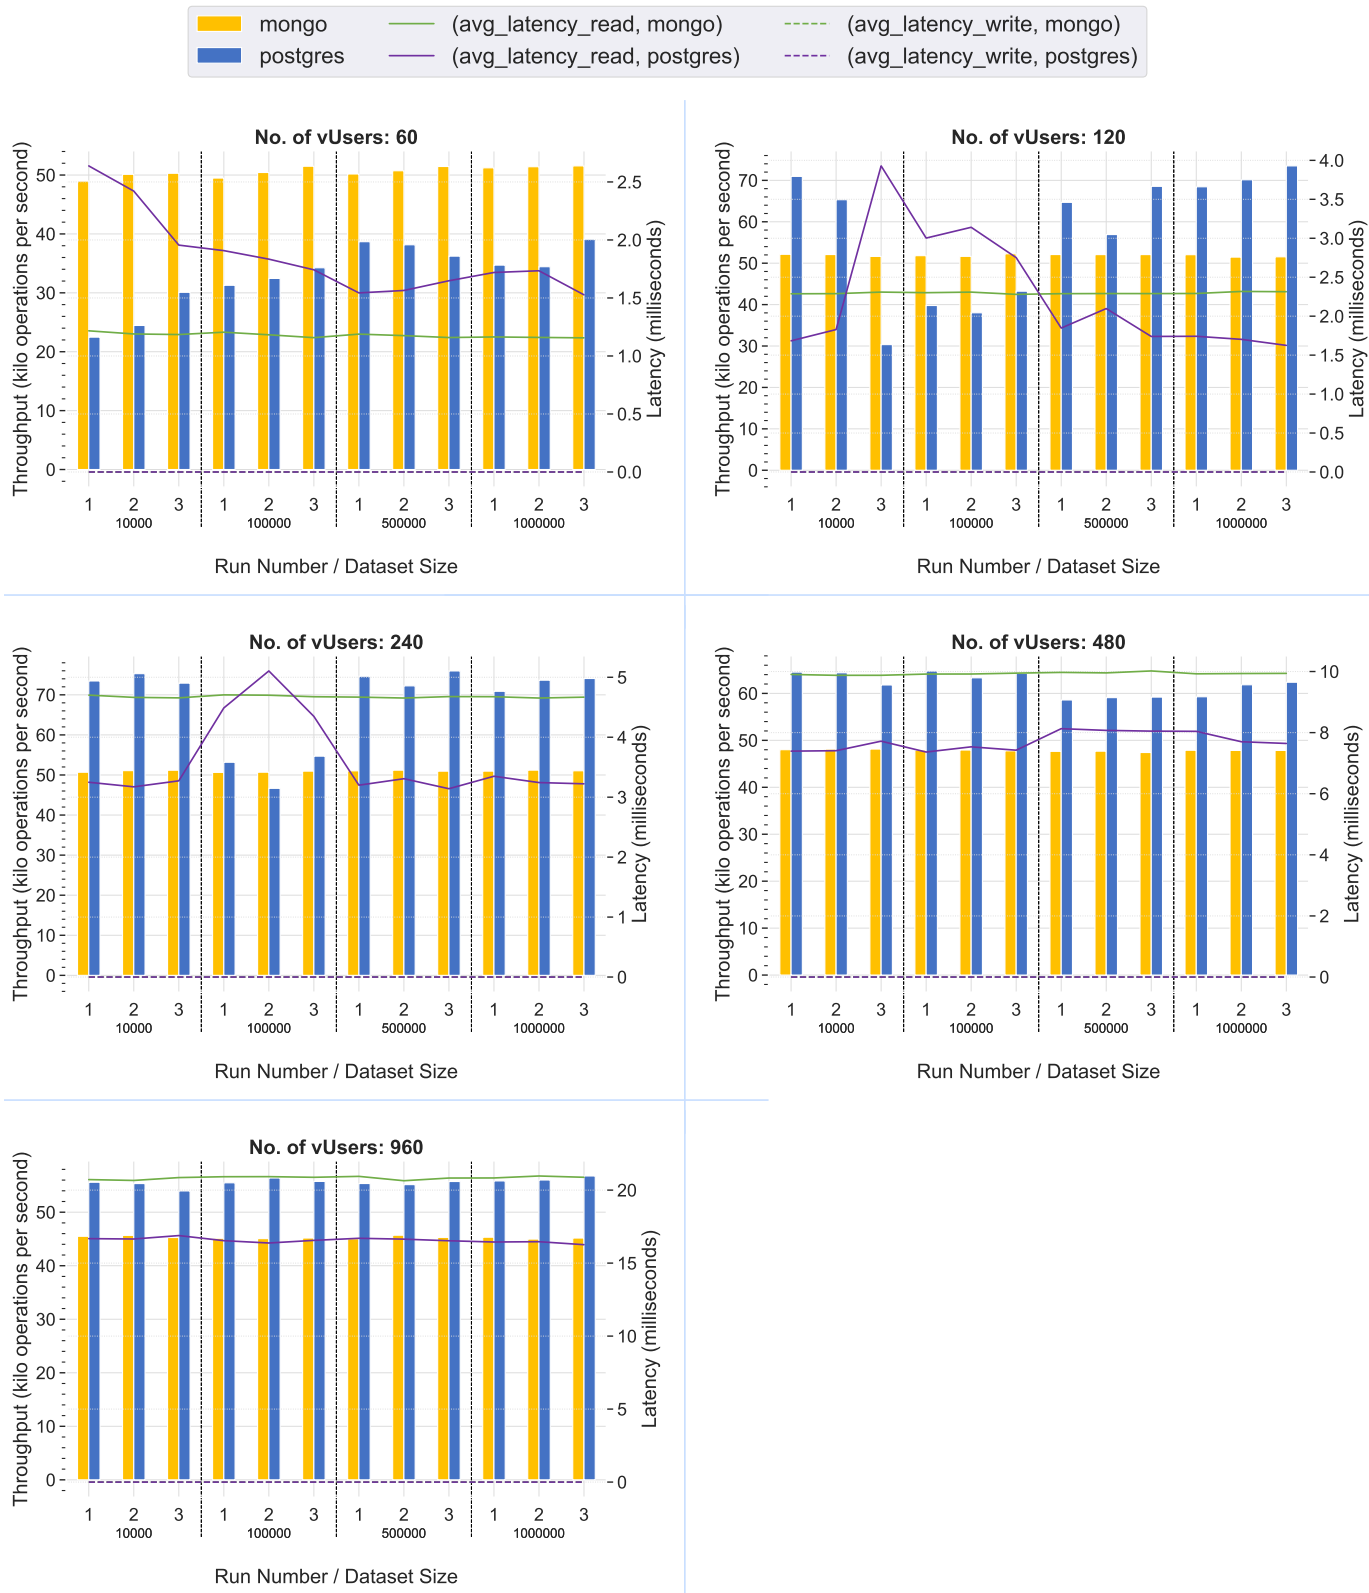 mongo (avg_latency_read, mongo) (avg_latency_write, mongo)
postgres (avg_latency_read, postgres) (avg_latency_write, postgres)
No. of vUsers: 60
Throughput (kilo operations per second)
50
40
30
20
10
0
2.5
2.0
1.5
1.0
0.5
0.0
Latency (milliseconds)
1 2 3 1 2 3 1 2 3 1 2 3
10000 100000 500000 1000000
Run Number / Dataset Size
No. of vUsers: 120
Throughput (kilo operations per second)
70
60
50
40
30
20
10
0
4.0
3.5
3.0
2.5
2.0
1.5
1.0
0.5
0.0
Latency (milliseconds)
1 2 3 1 2 3 1 2 3 1 2 3
10000 100000 500000 1000000
Run Number / Dataset Size
No. of vUsers: 240
Throughput (kilo operations per second)
70
60
50
40
30
20
10
0
5
4
3
2
1
0
Latency (milliseconds)
1 2 3 1 2 3 1 2 3 1 2 3
10000 100000 500000 1000000
Run Number / Dataset Size
No. of vUsers: 480
Throughput (kilo operations per second)
60
50
40
30
20
10
0
10
8
6
4
2
0
Latency (milliseconds)
1 2 3 1 2 3 1 2 3 1 2 3
10000 100000 500000 1000000
Run Number / Dataset Size
No. of vUsers: 960
Throughput (kilo operations per second)
50
40
30
20
10
0
20
15
10
5
0
Latency (milliseconds)
1 2 3 1 2 3 1 2 3 1 2 3
10000 100000 500000 1000000
Run Number / Dataset Size